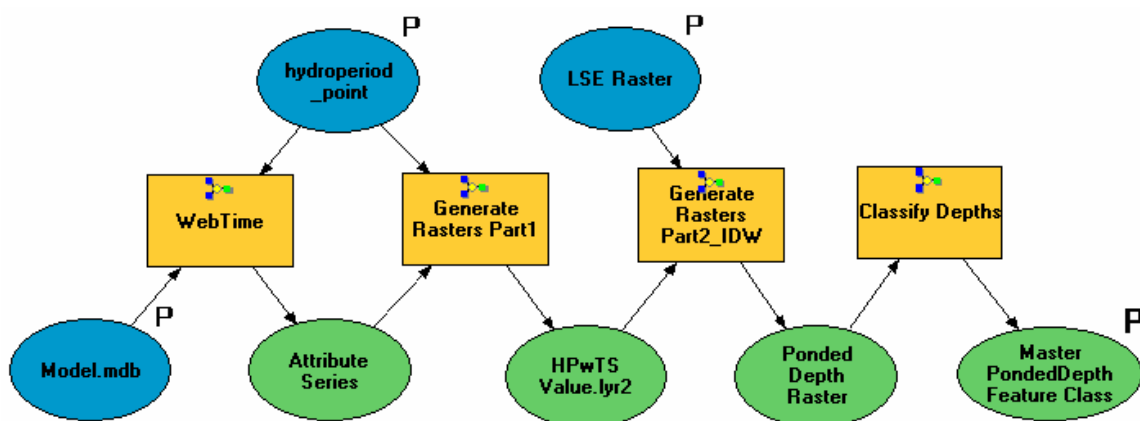 P
hydroperiod
_point
P
LSE Raster
WebTime
Generate
Rasters Part1
Generate
Rasters
Part2_IDW
Classify Depths
P
Model.mdb
Attribute
Series
HPwTS
Value.lyr2
Ponded
Depth
Raster
P
Master
PondedDepth
Feature Class